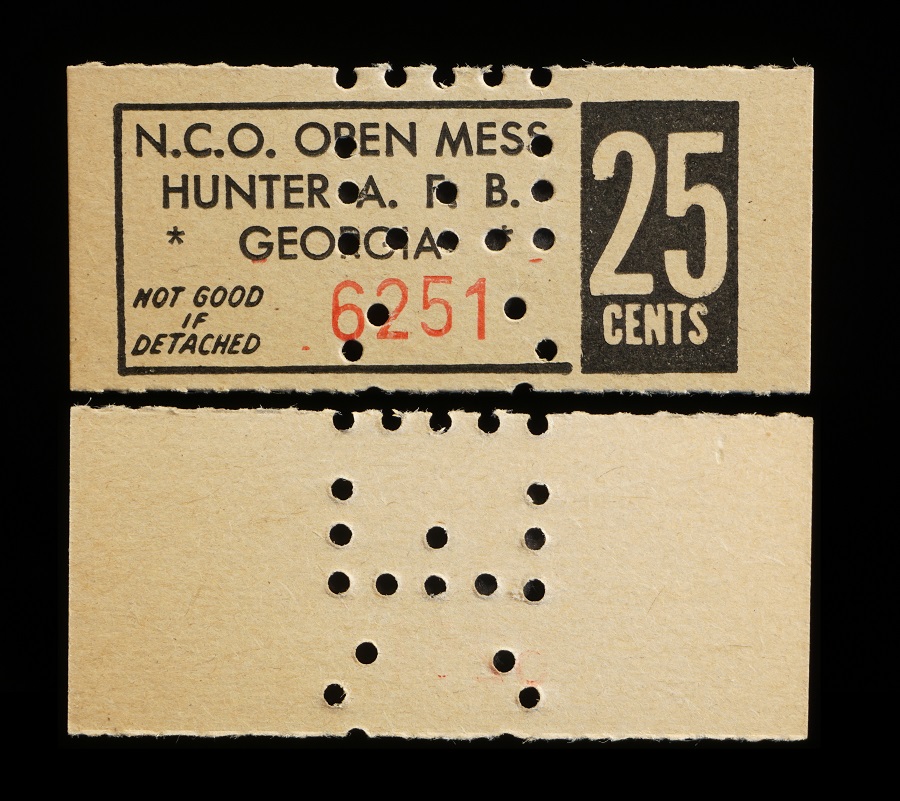 N.C.O. OPEN MESS
HUNTER A. F. B.
* GEORGIA *
NOT GOOD
IF
DETACHED
6251
25
CENTS